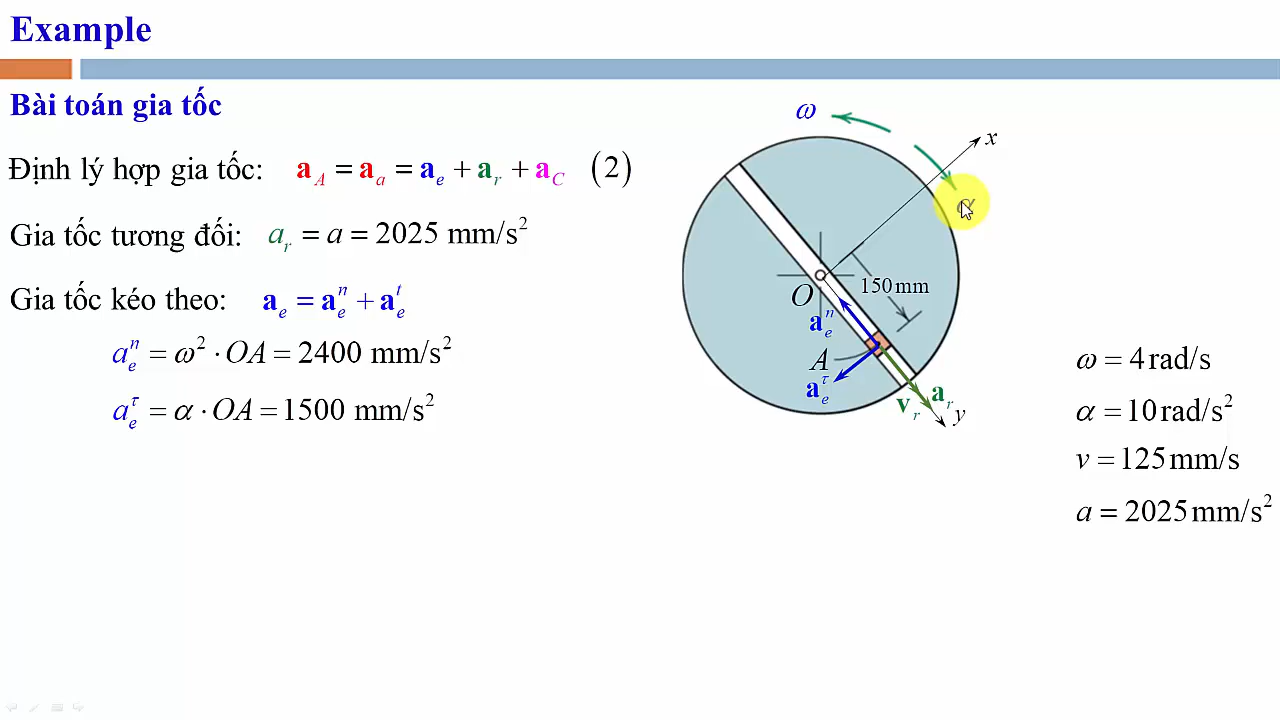 Example
Bài toán gia tốc
Định lý hợp gia tốc: a_A = a_a = a_e + a_r + a_C (2)
Gia tốc tương đối: a_r = a = 2025 mm/s²
Gia tốc kéo theo: a_e = a_e^n + a_e^t
a_e^n = ω² · OA = 2400 mm/s²
a_e^τ = α · OA = 1500 mm/s²
ω
x
α
150 mm
O
a_e^n
A
a_e^τ
v_r
a_r
y
ω = 4 rad/s
α = 10 rad/s²
v = 125 mm/s
a = 2025 mm/s²